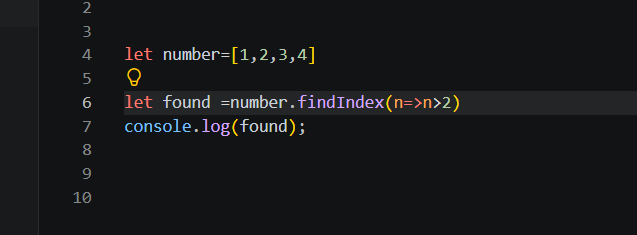 2
3
4 let number=[1,2,3,4]
5
6 let found =number.findIndex(n=>n>2)
7 console.log(found);
8
9
10